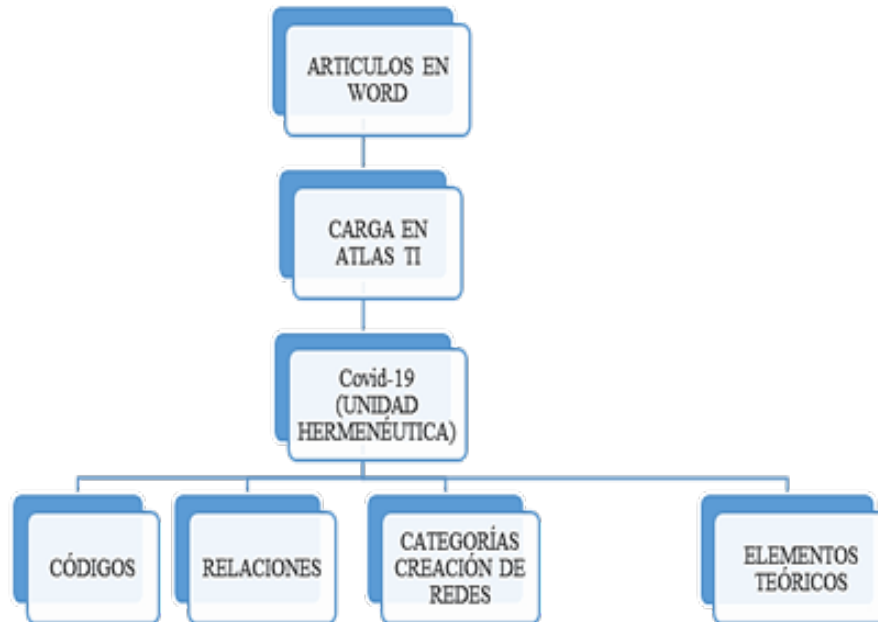 ARTICULOS EN
WORD
CARGA EN
ATLAS TI
Covid-19
(UNIDAD
HERMENÉUTICA)
CÓDIGOS
RELACIONES
CATEGORÍAS
CREACIÓN DE
REDES
ELEMENTOS
TEÓRICOS